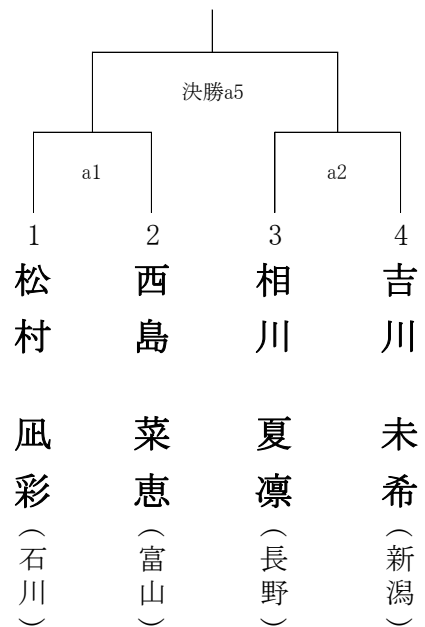 決勝a5
a1
a2
1
松村 凪彩（石川）
2
西島 菜恵（富山）
3
相川 夏凛（長野）
4
吉川 未希（新潟）